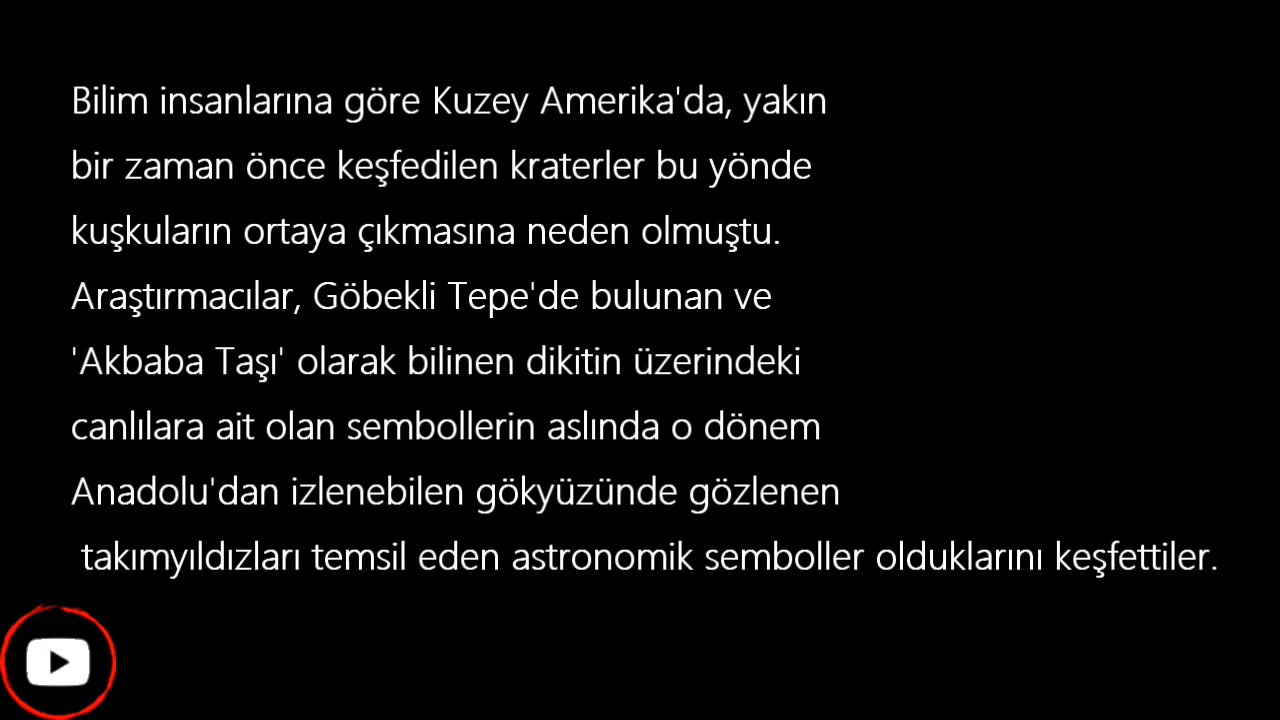 Bilim insanlarına göre Kuzey Amerika'da, yakın
bir zaman önce keşfedilen kraterler bu yönde
kuşkuların ortaya çıkmasına neden olmuştu.
Araştırmacılar, Göbekli Tepe'de bulunan ve
'Akbaba Taşı' olarak bilinen dikitin üzerindeki
canlılara ait olan sembollerin aslında o dönem
Anadolu'dan izlenebilen gökyüzünde gözlenen
takımyıldızları temsil eden astronomik semboller olduklarını keşfettiler.